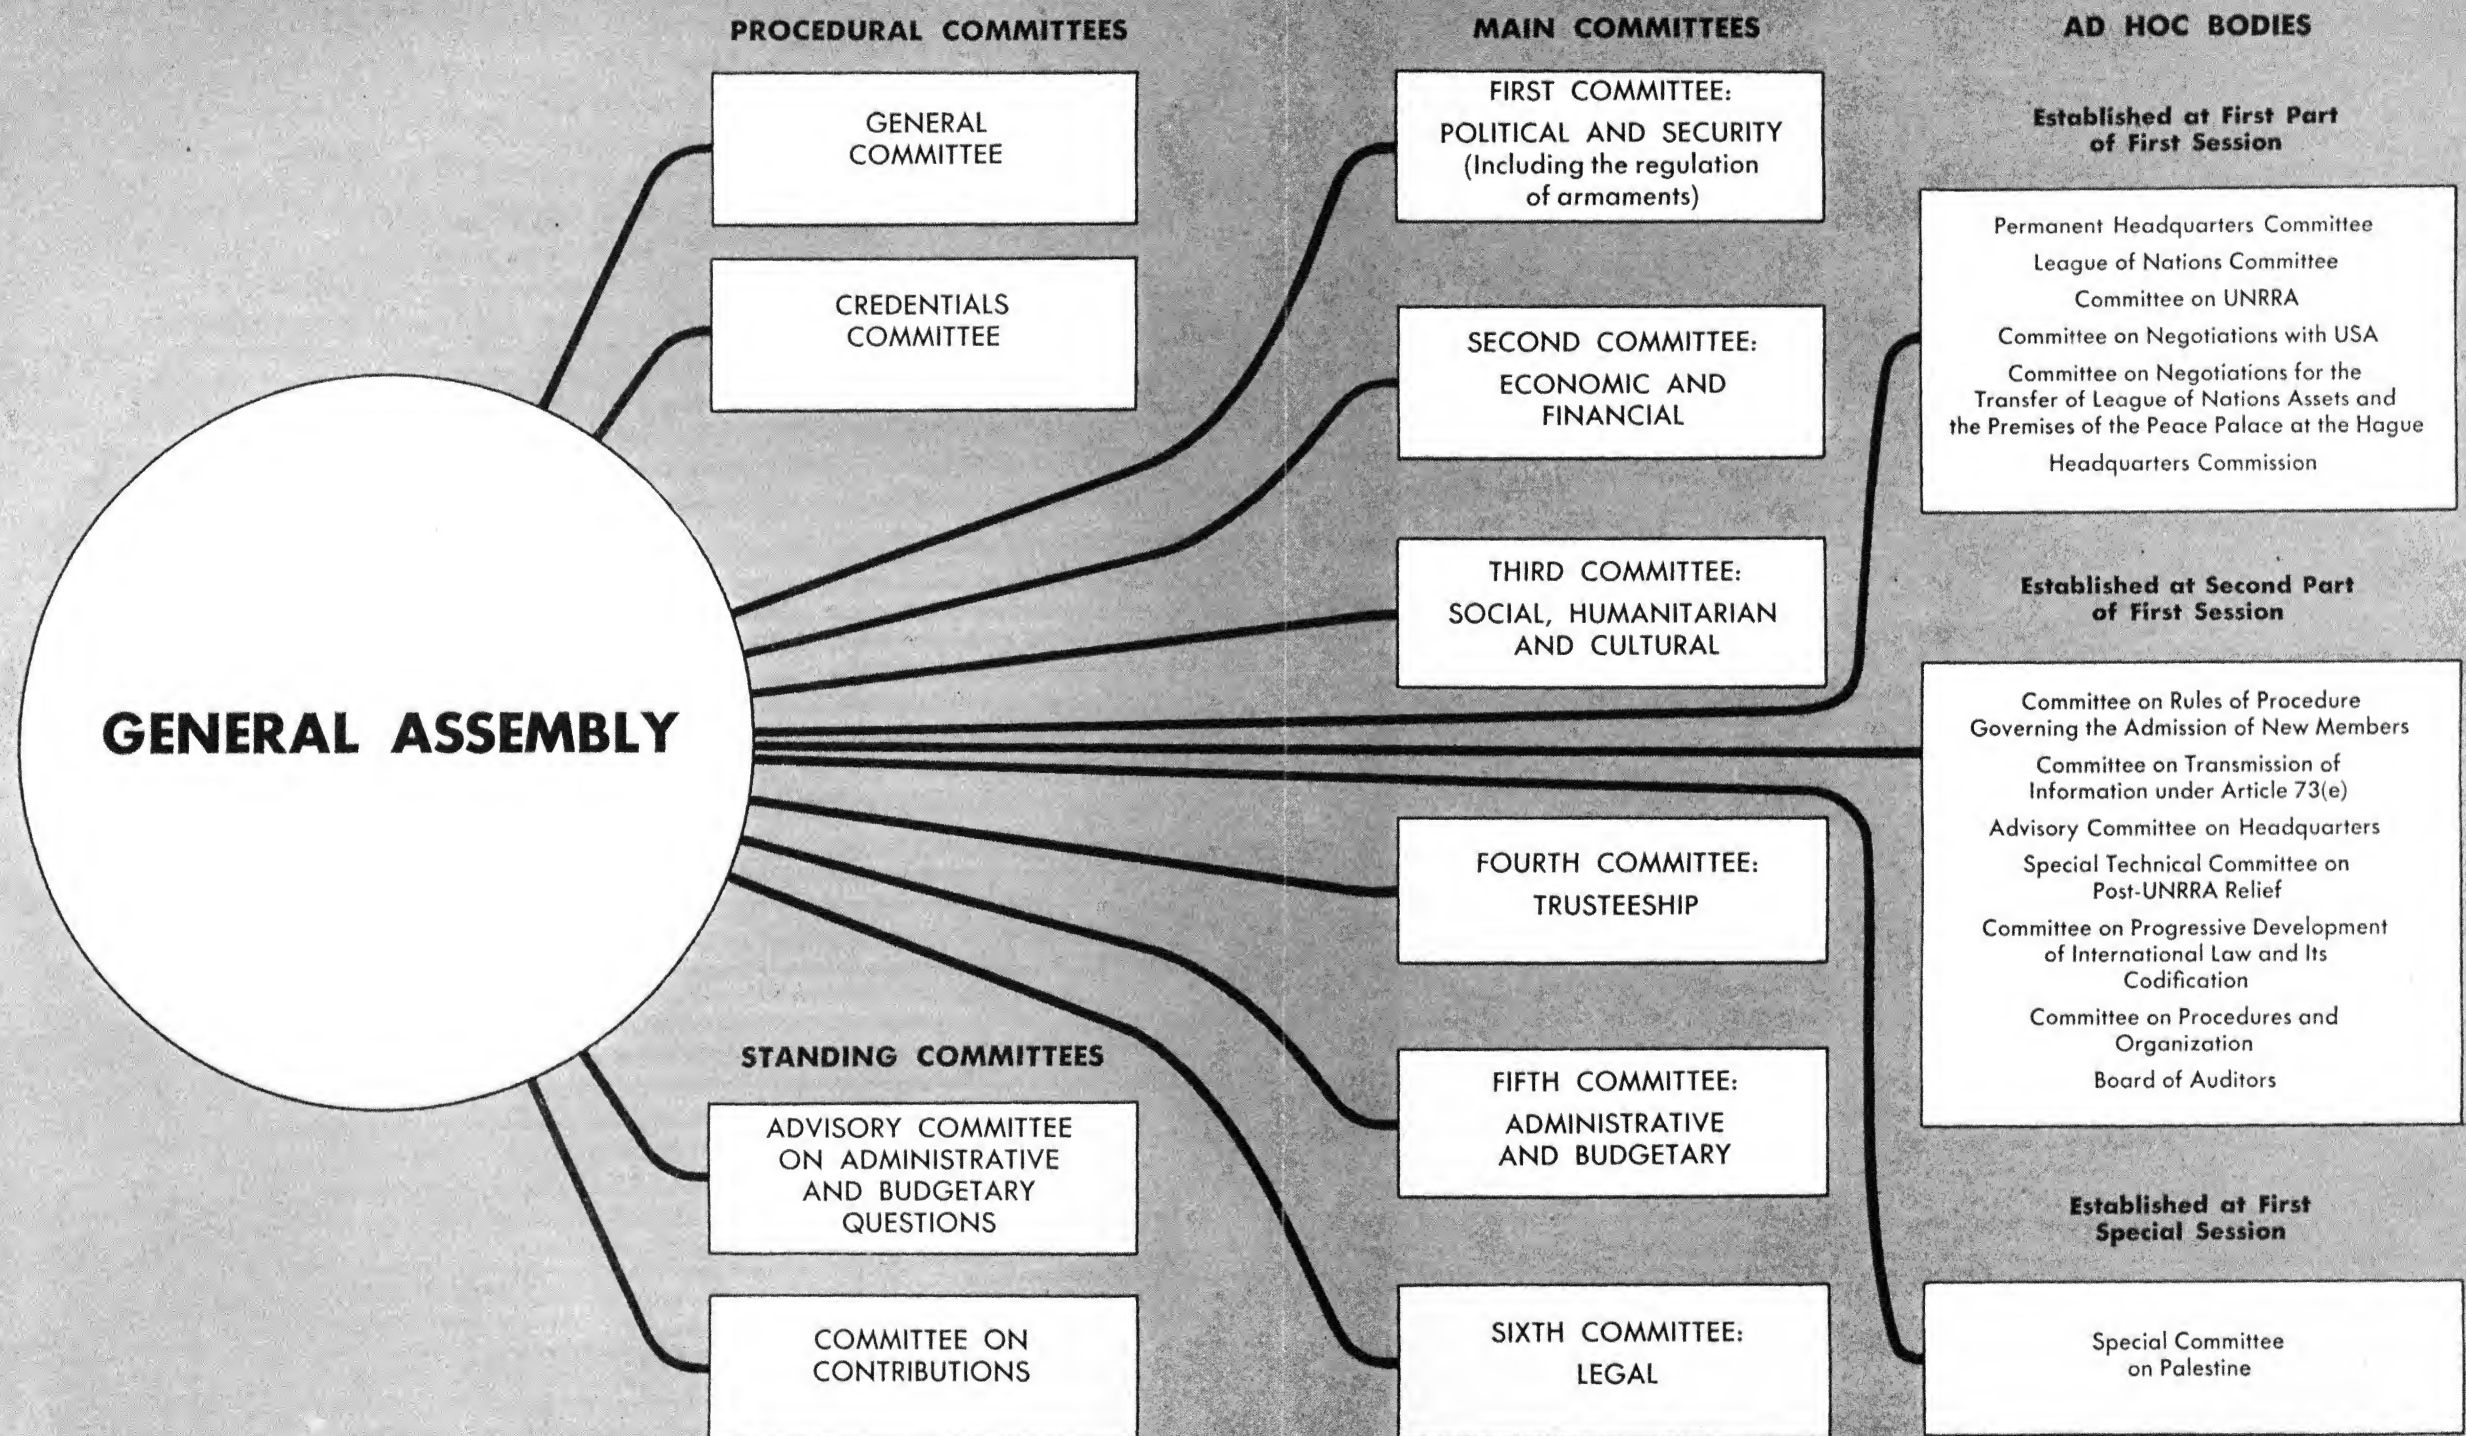 GENERAL ASSEMBLY
PROCEDURAL COMMITTEES
GENERAL
COMMITTEE
CREDENTIALS
COMMITTEE
STANDING COMMITTEES
ADVISORY COMMITTEE
ON ADMINISTRATIVE
AND BUDGETARY
QUESTIONS
COMMITTEE ON
CONTRIBUTIONS
MAIN COMMITTEES
FIRST COMMITTEE:
POLITICAL AND SECURITY
(Including the regulation
of armaments)
SECOND COMMITTEE:
ECONOMIC AND
FINANCIAL
THIRD COMMITTEE:
SOCIAL, HUMANITARIAN
AND CULTURAL
FOURTH COMMITTEE:
TRUSTEESHIP
FIFTH COMMITTEE:
ADMINISTRATIVE
AND BUDGETARY
SIXTH COMMITTEE:
LEGAL
AD HOC BODIES
Established at First Part
of First Session
Permanent Headquarters Committee
League of Nations Committee
Committee on UNRRA
Committee on Negotiations with USA
Committee on Negotiations for the
Transfer of League of Nations Assets and
the Premises of the Peace Palace at the Hague
Headquarters Commission
Established at Second Part
of First Session
Committee on Rules of Procedure
Governing the Admission of New Members
Committee on Transmission of
Information under Article 73(e)
Advisory Committee on Headquarters
Special Technical Committee on
Post-UNRRA Relief
Committee on Progressive Development
of International Law and Its
Codification
Committee on Procedures and
Organization
Board of Auditors
Established at First
Special Session
Special Committee
on Palestine